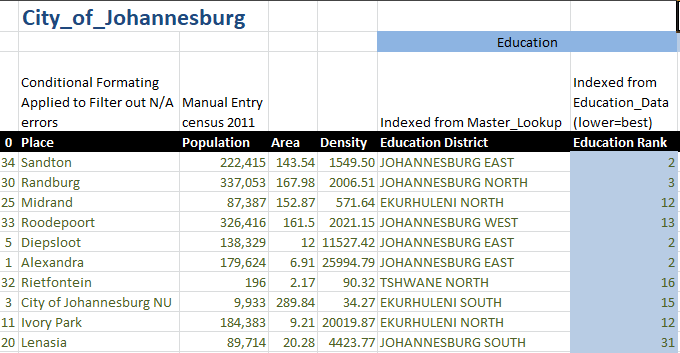 City_of_Johannesburg
Education
Conditional Formating
Applied to Filter out N/A
errors
Manual Entry
census 2011
Indexed from Master_Lookup
Indexed from
Education_Data
(lower=best)
0 Place Population Area Density Education District Education Rank
34 Sandton 222,415 143.54 1549.50 JOHANNESBURG EAST 2
30 Randburg 337,053 167.98 2006.51 JOHANNESBURG NORTH 3
25 Midrand 87,387 152.87 571.64 EKURHULENI NORTH 12
33 Roodepoort 326,416 161.5 2021.15 JOHANNESBURG WEST 13
5 Diepsloot 138,329 12 11527.42 JOHANNESBURG EAST 2
1 Alexandra 179,624 6.91 25994.79 JOHANNESBURG EAST 2
32 Rietfontein 196 2.17 90.32 TSHWANE NORTH 16
3 City of Johannesburg NU 9,933 289.84 34.27 EKURHULENI SOUTH 15
11 Ivory Park 184,383 9.21 20019.87 EKURHULENI NORTH 12
20 Lenasia 89,714 20.28 4423.77 JOHANNESBURG SOUTH 31